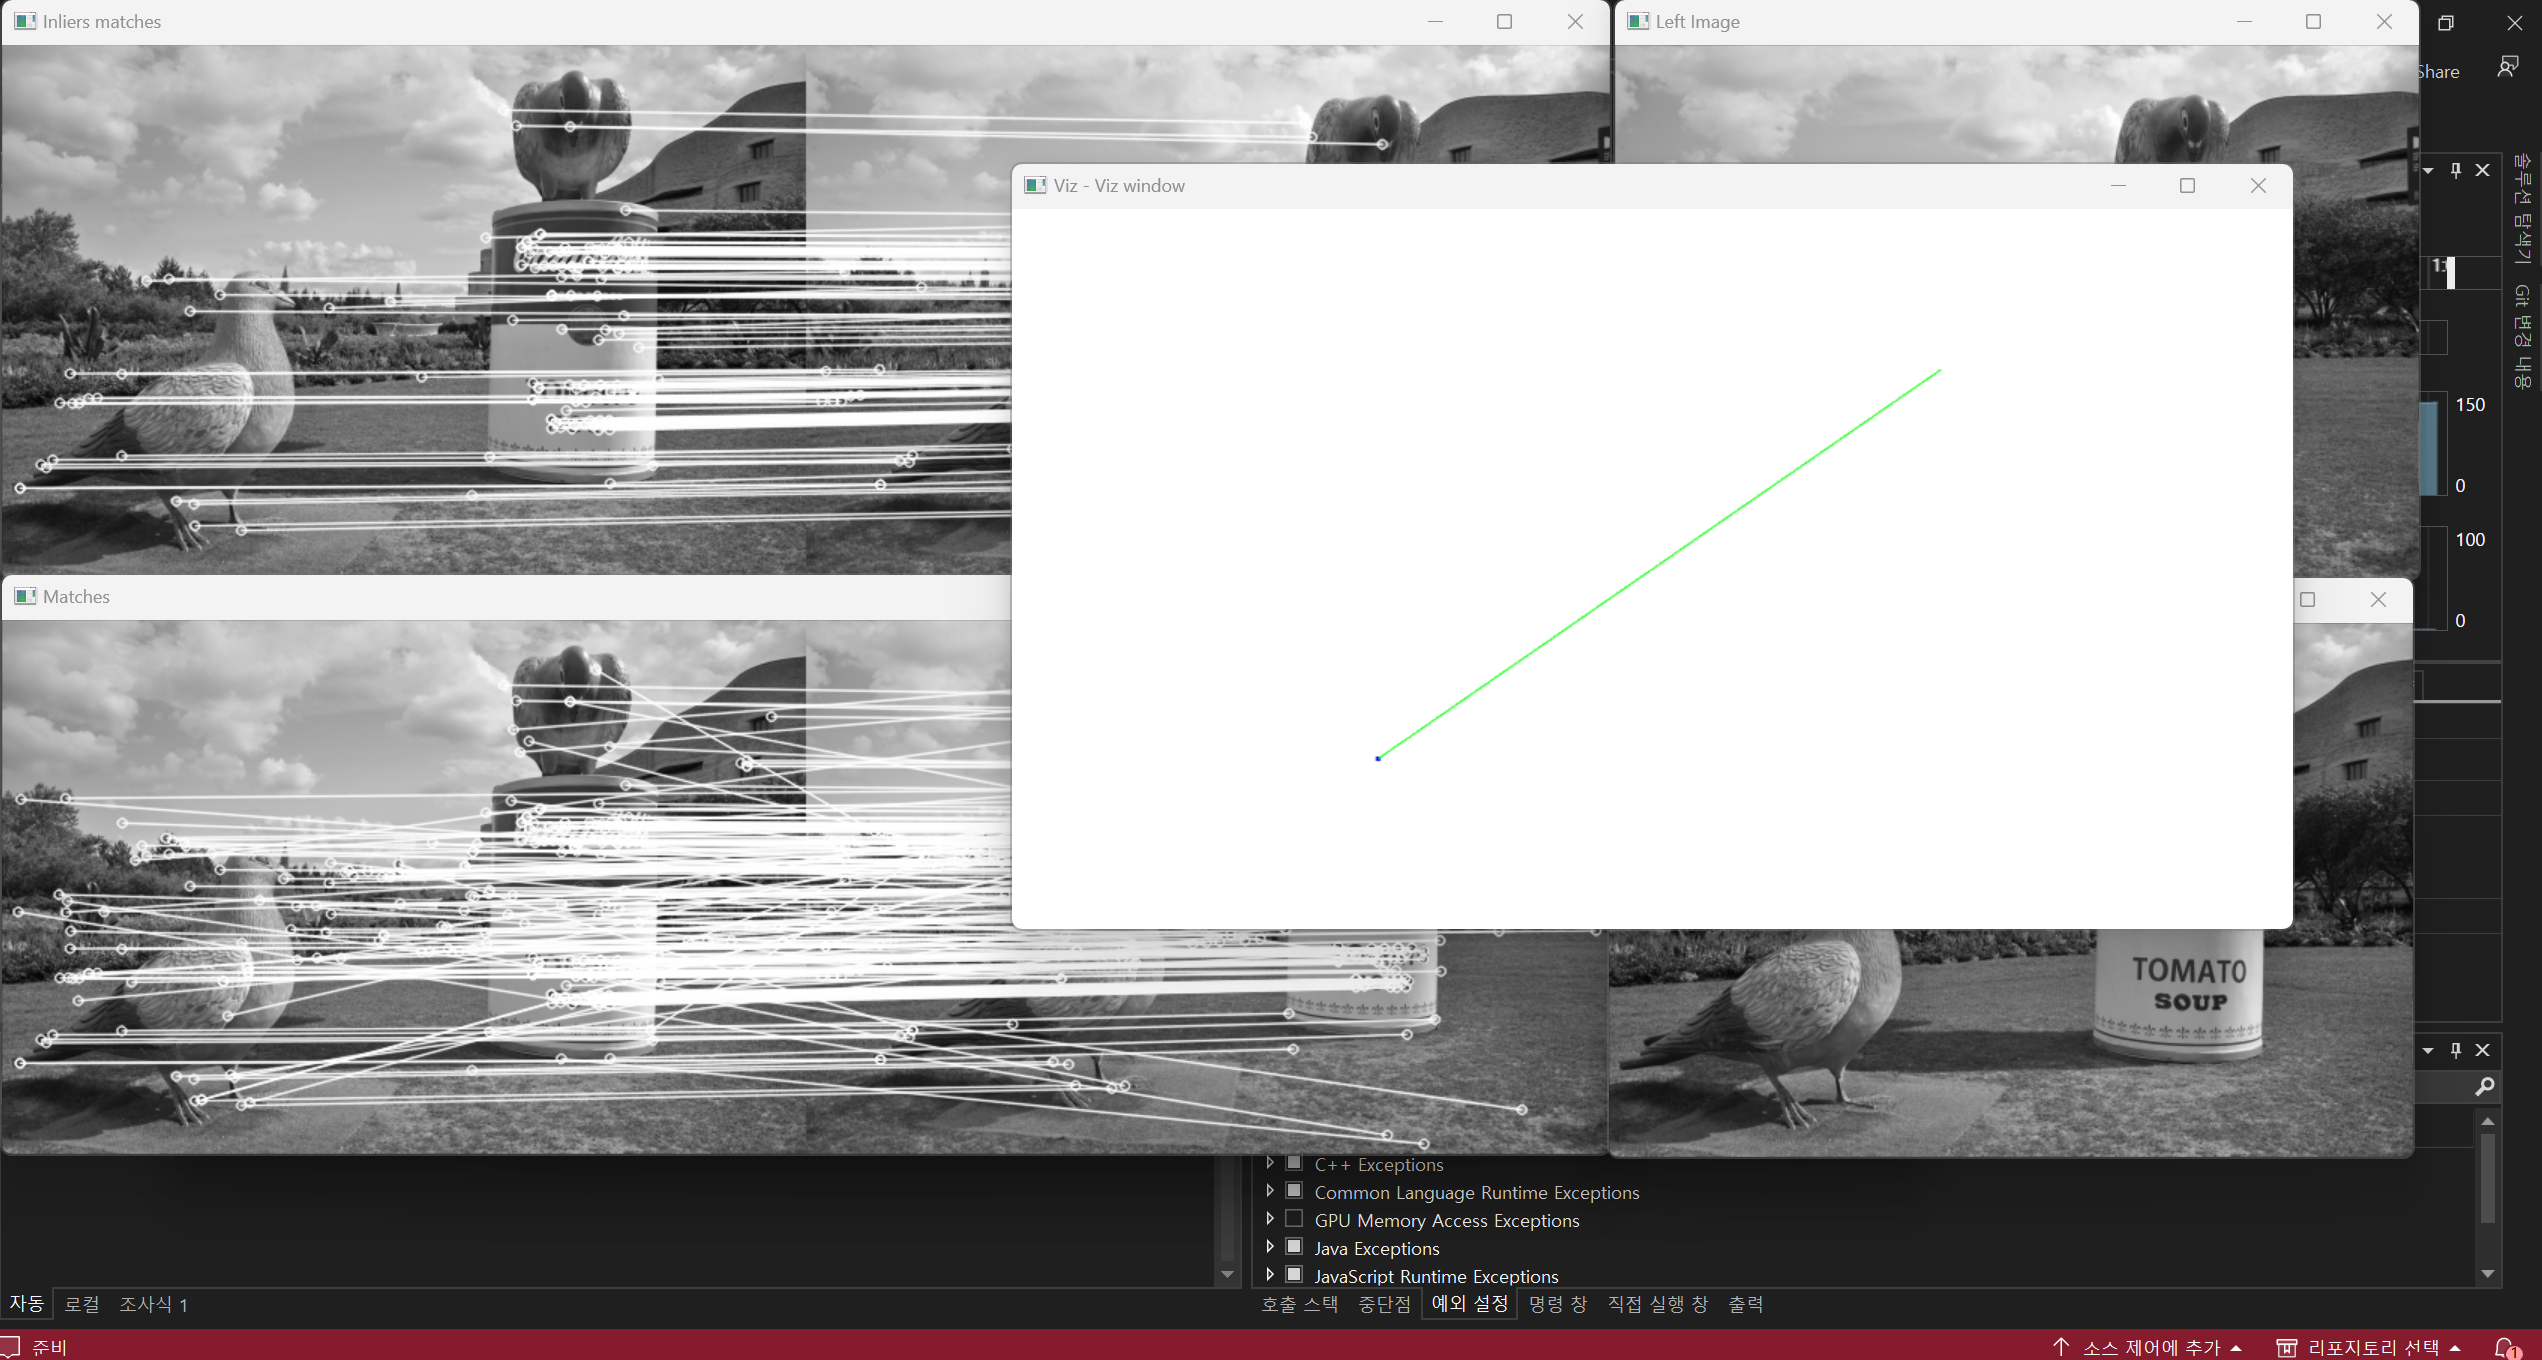 Inliers matches
Left Image
Share
Viz - Viz window
솔루션 탐색기
Git 변경 내용
150
0
100
0
Matches
TOMATO
SOUP
C++ Exceptions
Common Language Runtime Exceptions
GPU Memory Access Exceptions
Java Exceptions
JavaScript Runtime Exceptions
자동 로컬 조사식 1
호출 스택 중단점 예외 설정 명령 창 직접 실행 창 출력
준비
소스 제어에 추가 리포지토리 선택 1